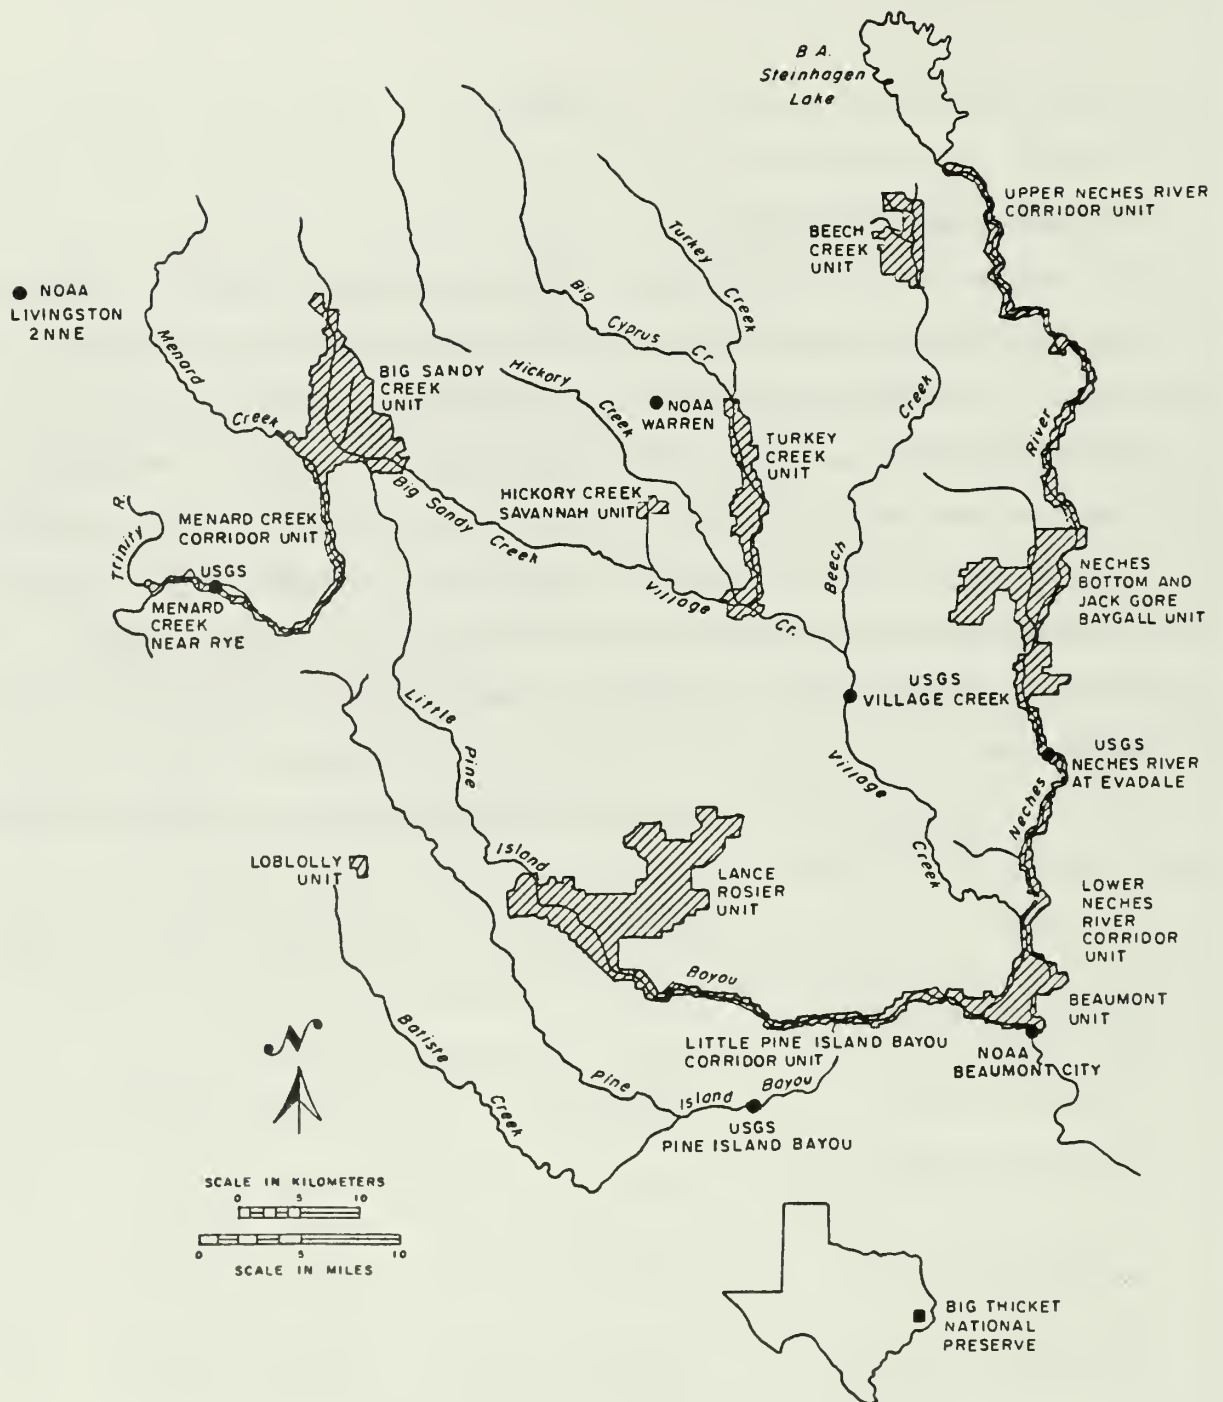 B A.
Steinhagen
Lake
UPPER NECHES RIVER
CORRIDOR UNIT
BEECH
CREEK
UNIT
Turkey
Creek
Big
Cyprus
Cr.
NOAA
LIVINGSTON
2NNE
Menard
Creek
BIG SANDY
CREEK
UNIT
Hickory
Creek
NOAA
WARREN
Creek
River
TURKEY
CREEK
UNIT
HICKORY CREEK
SAVANNAH UNIT
Big Sandy
Creek
MENARD CREEK
CORRIDOR UNIT
Trinity R.
USGS
MENARD
CREEK
NEAR RYE
Beech
Village
Cr.
NECHES
BOTTOM AND
JACK GORE
BAYGALL UNIT
USGS
VILLAGE CREEK
Little
Pine
Island
Village
Creek
USGS
NECHES RIVER
AT EVADALE
Neches
LOBLOLLY
UNIT
LANCE
ROSIER
UNIT
LOWER
NECHES
RIVER
CORRIDOR
UNIT
Bayou
BEAUMONT
UNIT
LITTLE PINE ISLAND BAYOU
CORRIDOR UNIT
NOAA
BEAUMONT CITY
Batiste
Creek
Pine
Island
Bayou
USGS
PINE ISLAND BAYOU
N
SCALE IN KILOMETERS
0 5 10
0 5 10
SCALE IN MILES
BIG THICKET
NATIONAL
PRESERVE